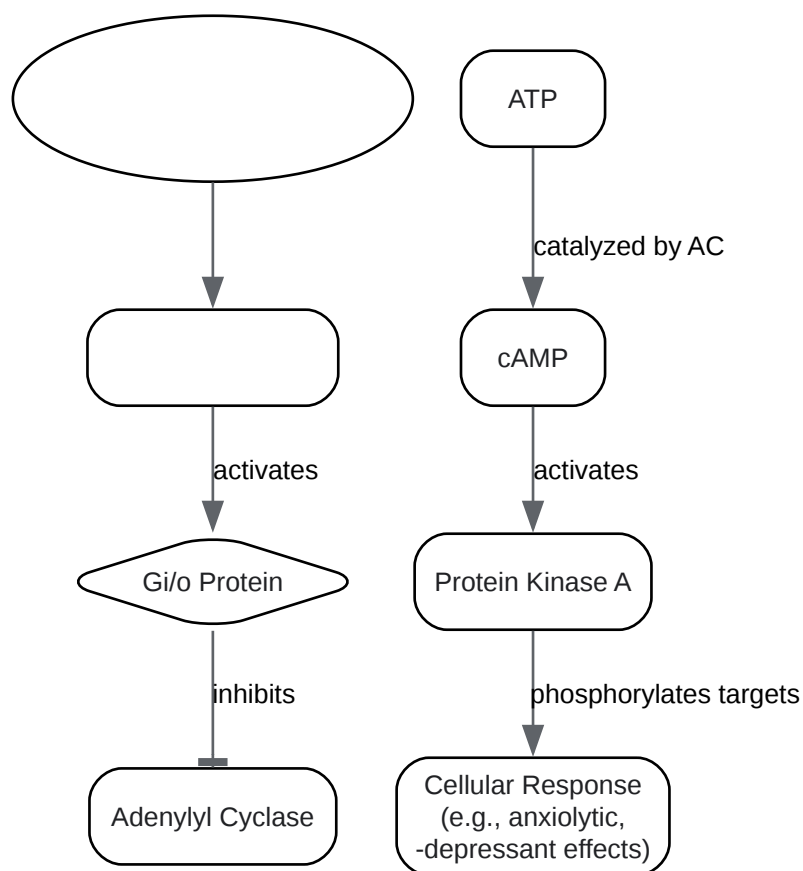 ATP
catalyzed by AC
cAMP
activates
activates
Gi/o Protein
Protein Kinase A
inhibits
phosphorylates targets
Adenylyl Cyclase
Cellular Response
(e.g., anxiolytic,
-depressant effects)